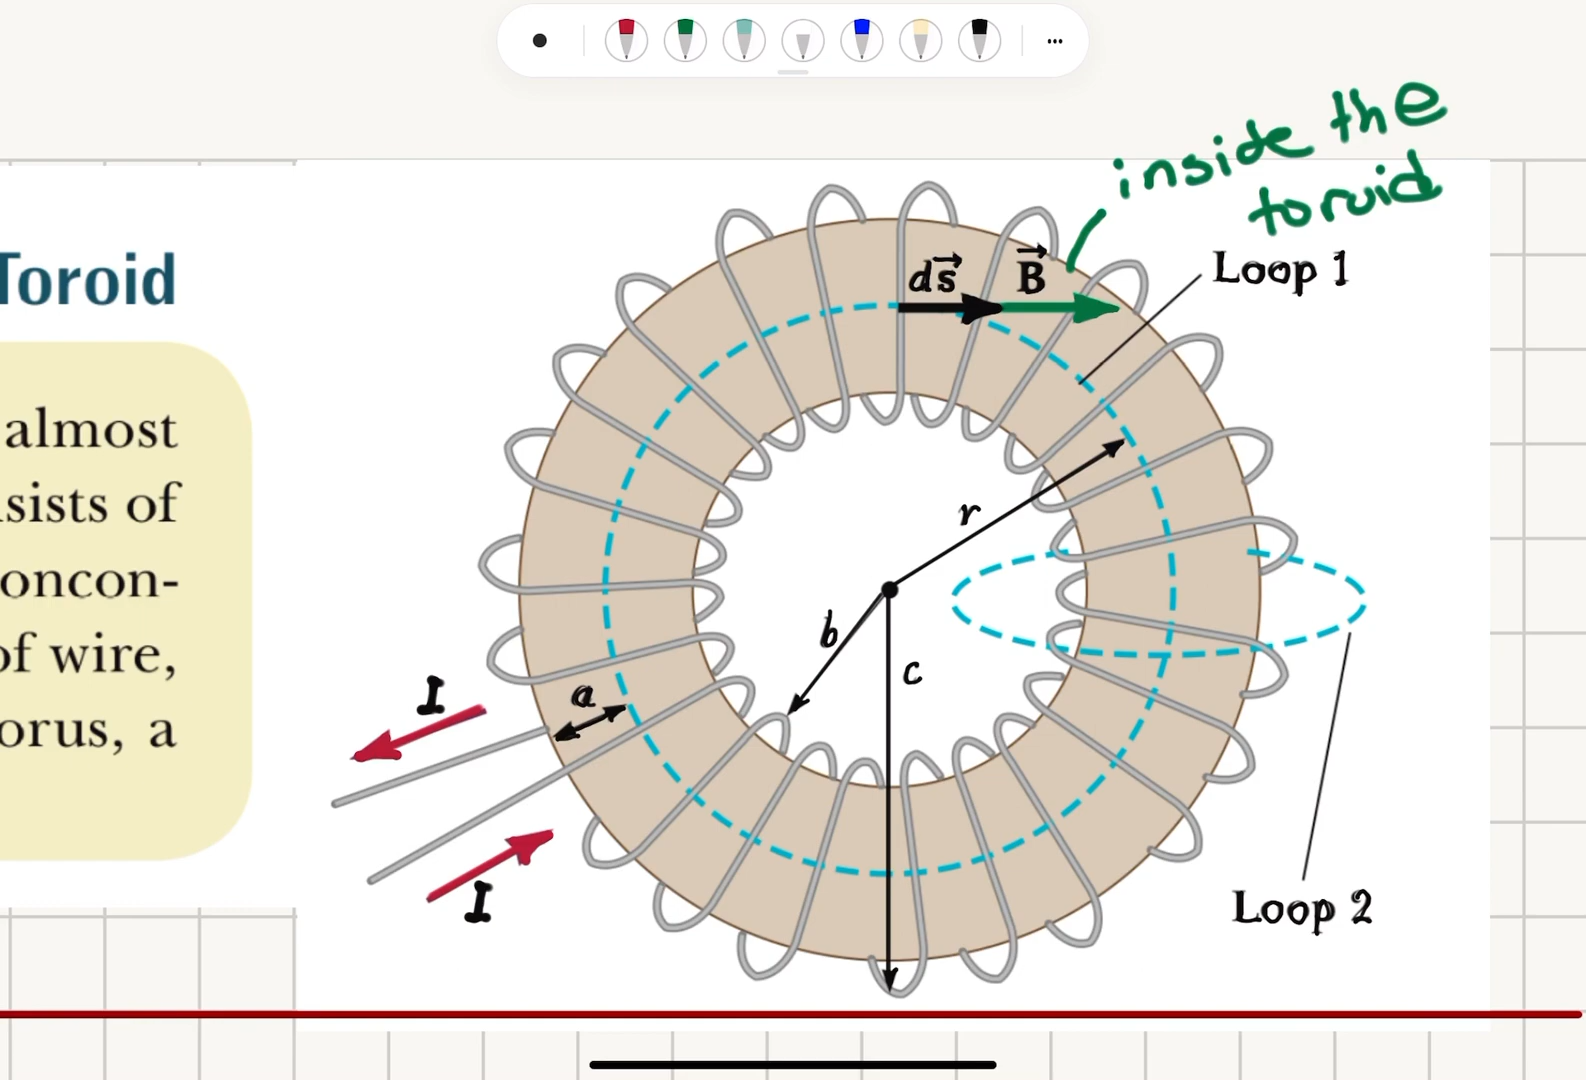 inside the
toroid
Toroid
almost
sists of
oncon-
of wire,
orus, a
ds B
Loop 1
r
b
c
a
I
I
Loop 2